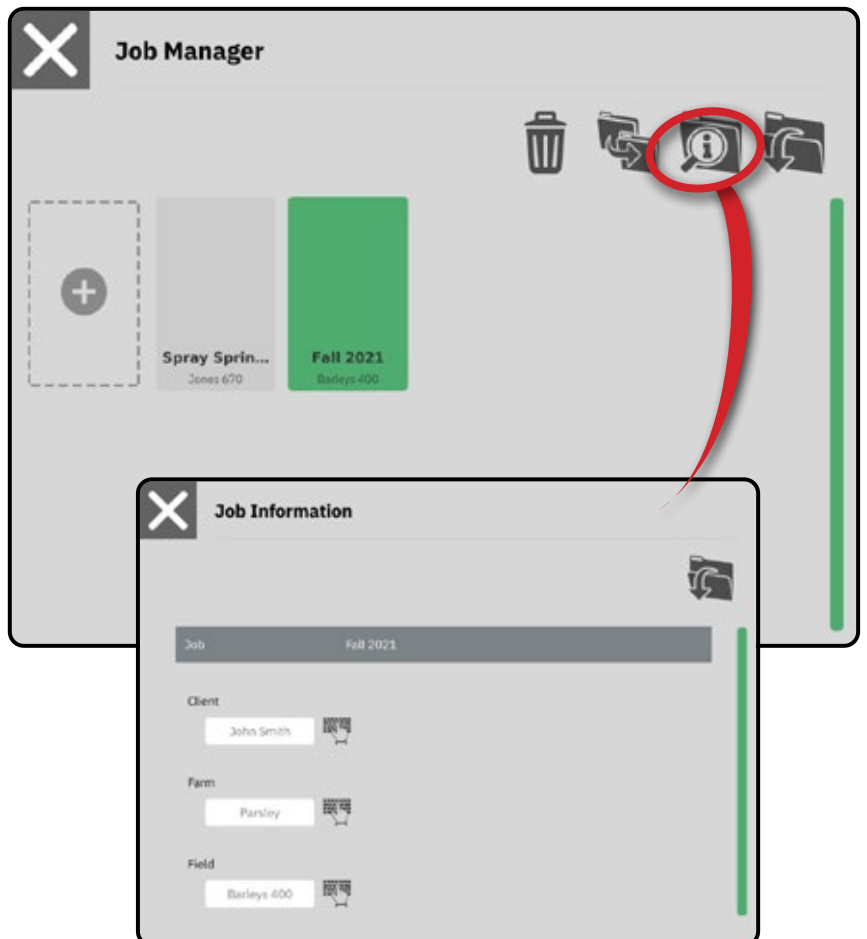 Job Manager
Spray Sprin...
Jones 670
Fall 2021
Barleys 400
Job Information
Job Fall 2021
Client
John Smith
Farm
Parsley
Field
Barleys 400